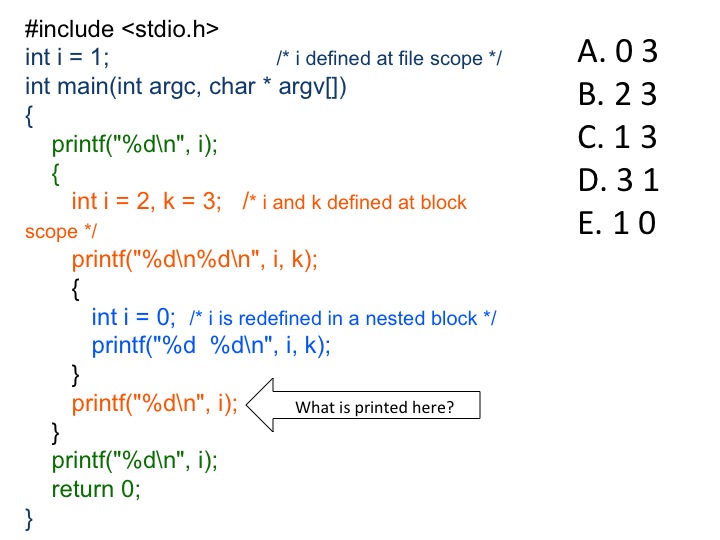 #include <stdio.h>
int i = 1; /* i defined at file scope */
int main(int argc, char * argv[])
{
printf("%d\n", i);
{
int i = 2, k = 3; /* i and k defined at block
scope */
printf("%d\n%d\n", i, k);
{
int i = 0; /* i is redefined in a nested block */
printf("%d  %d\n", i, k);
}
printf("%d\n", i);
What is printed here?
}
printf("%d\n", i);
return 0;
}
A. 0 3
B. 2 3
C. 1 3
D. 3 1
E. 1 0